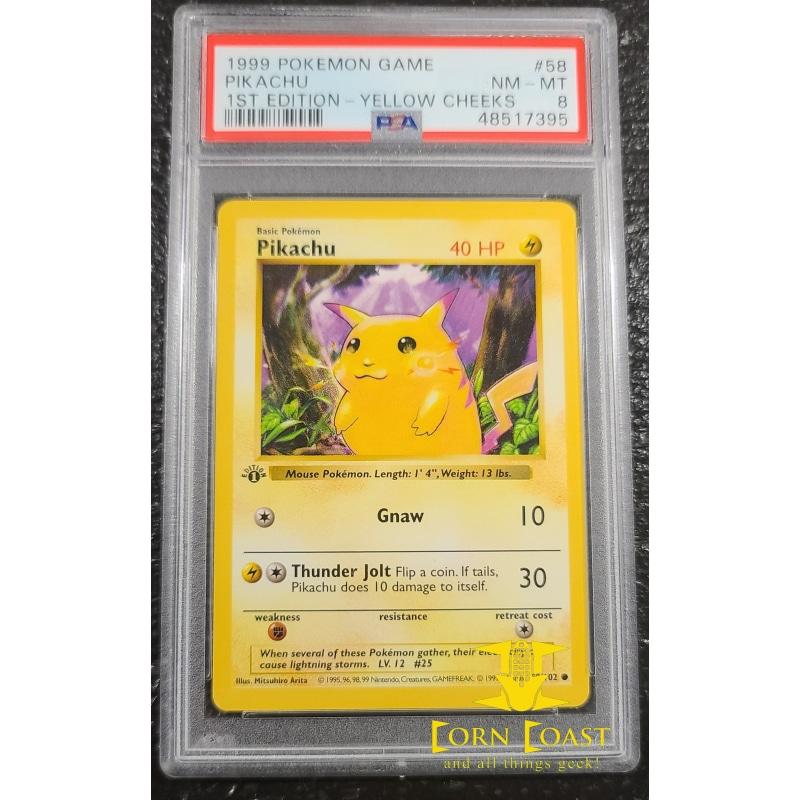 1999 POKEMON GAME #58
PIKACHU NM - MT
1ST EDITION - YELLOW CHEEKS 8
PSA 48517395
Basic Pokémon
Pikachu 40 HP
EDITION 1
Mouse Pokémon. Length: 1' 4", Weight: 13 lbs.
Gnaw 10
Thunder Jolt Flip a coin. If tails, 30
Pikachu does 10 damage to itself.
weakness resistance retreat cost
When several of these Pokémon gather, their
cause lightning storms. LV. 12 #25
Illus. Mitsuhiro Arita © 1995, 96, 98, 99 Nintendo, Creatures, GAMEFREAK. © 102
CORN COAST
and all things geek!